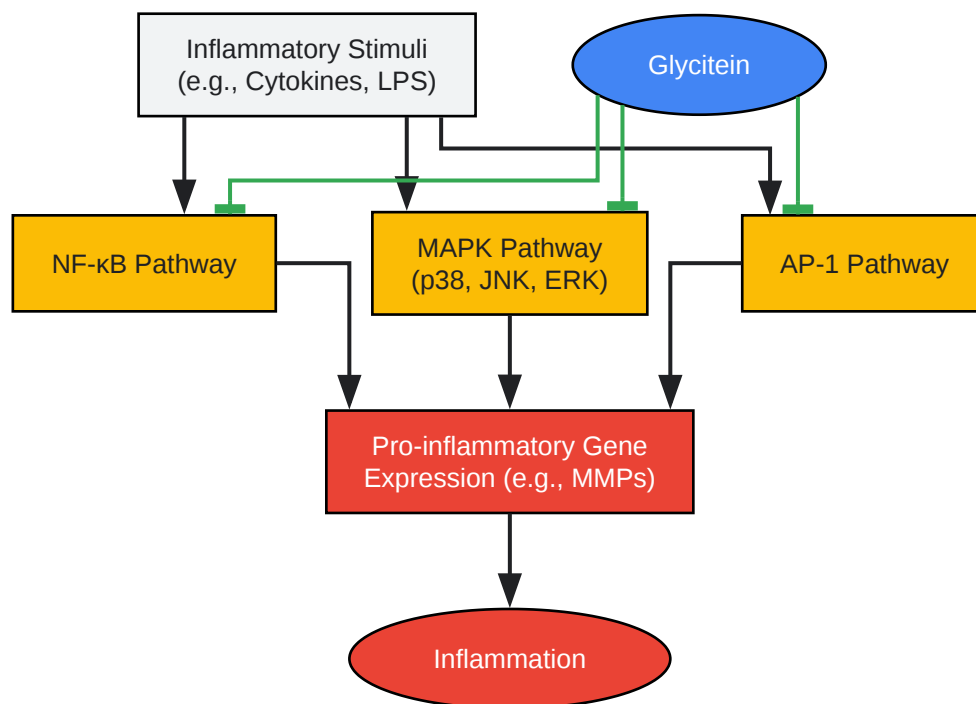 Inflammatory Stimuli
(e.g., Cytokines, LPS)
Glycitein
NF-κB Pathway
MAPK Pathway
(p38, JNK, ERK)
AP-1 Pathway
Pro-inflammatory Gene
Expression (e.g., MMPs)
Inflammation